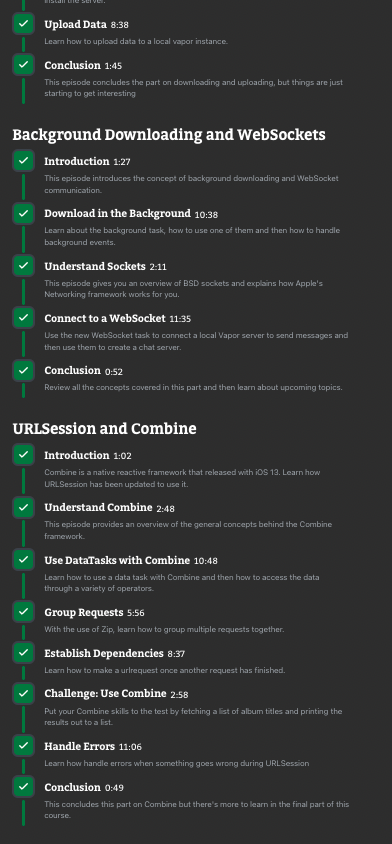 install the server.
Upload Data 8:38
Learn how to upload data to a local vapor instance.
Conclusion 1:45
This episode concludes the part on downloading and uploading, but things are just
starting to get interesting
Background Downloading and WebSockets
Introduction 1:27
This episode introduces the concept of background downloading and WebSocket
communication.
Download in the Background 10:38
Learn about the background task, how to use one of them and then how to handle
background events.
Understand Sockets 2:11
This episode gives you an overview of BSD sockets and explains how Apple's
Networking framework works for you.
Connect to a WebSocket 11:35
Use the new WebSocket task to connect a local Vapor server to send messages and
then use them to create a chat server.
Conclusion 0:52
Review all the concepts covered in this part and then learn about upcoming topics.
URLSession and Combine
Introduction 1:02
Combine is a native reactive framework that released with iOS 13. Learn how
URLSession has been updated to use it.
Understand Combine 2:48
This episode provides an overview of the general concepts behind the Combine
framework.
Use DataTasks with Combine 10:48
Learn how to use a data task with Combine and then how to access the data
through a variety of operators.
Group Requests 5:56
With the use of Zip, learn how to group multiple requests together.
Establish Dependencies 8:37
Learn how to make a urlrequest once another request has finished.
Challenge: Use Combine 2:58
Put your Combine skills to the test by fetching a list of album titles and printing the
results out to a list.
Handle Errors 11:06
Learn how handle errors when something goes wrong during URLSession
Conclusion 0:49
This concludes this part on Combine but there's more to learn in the final part of this
course.